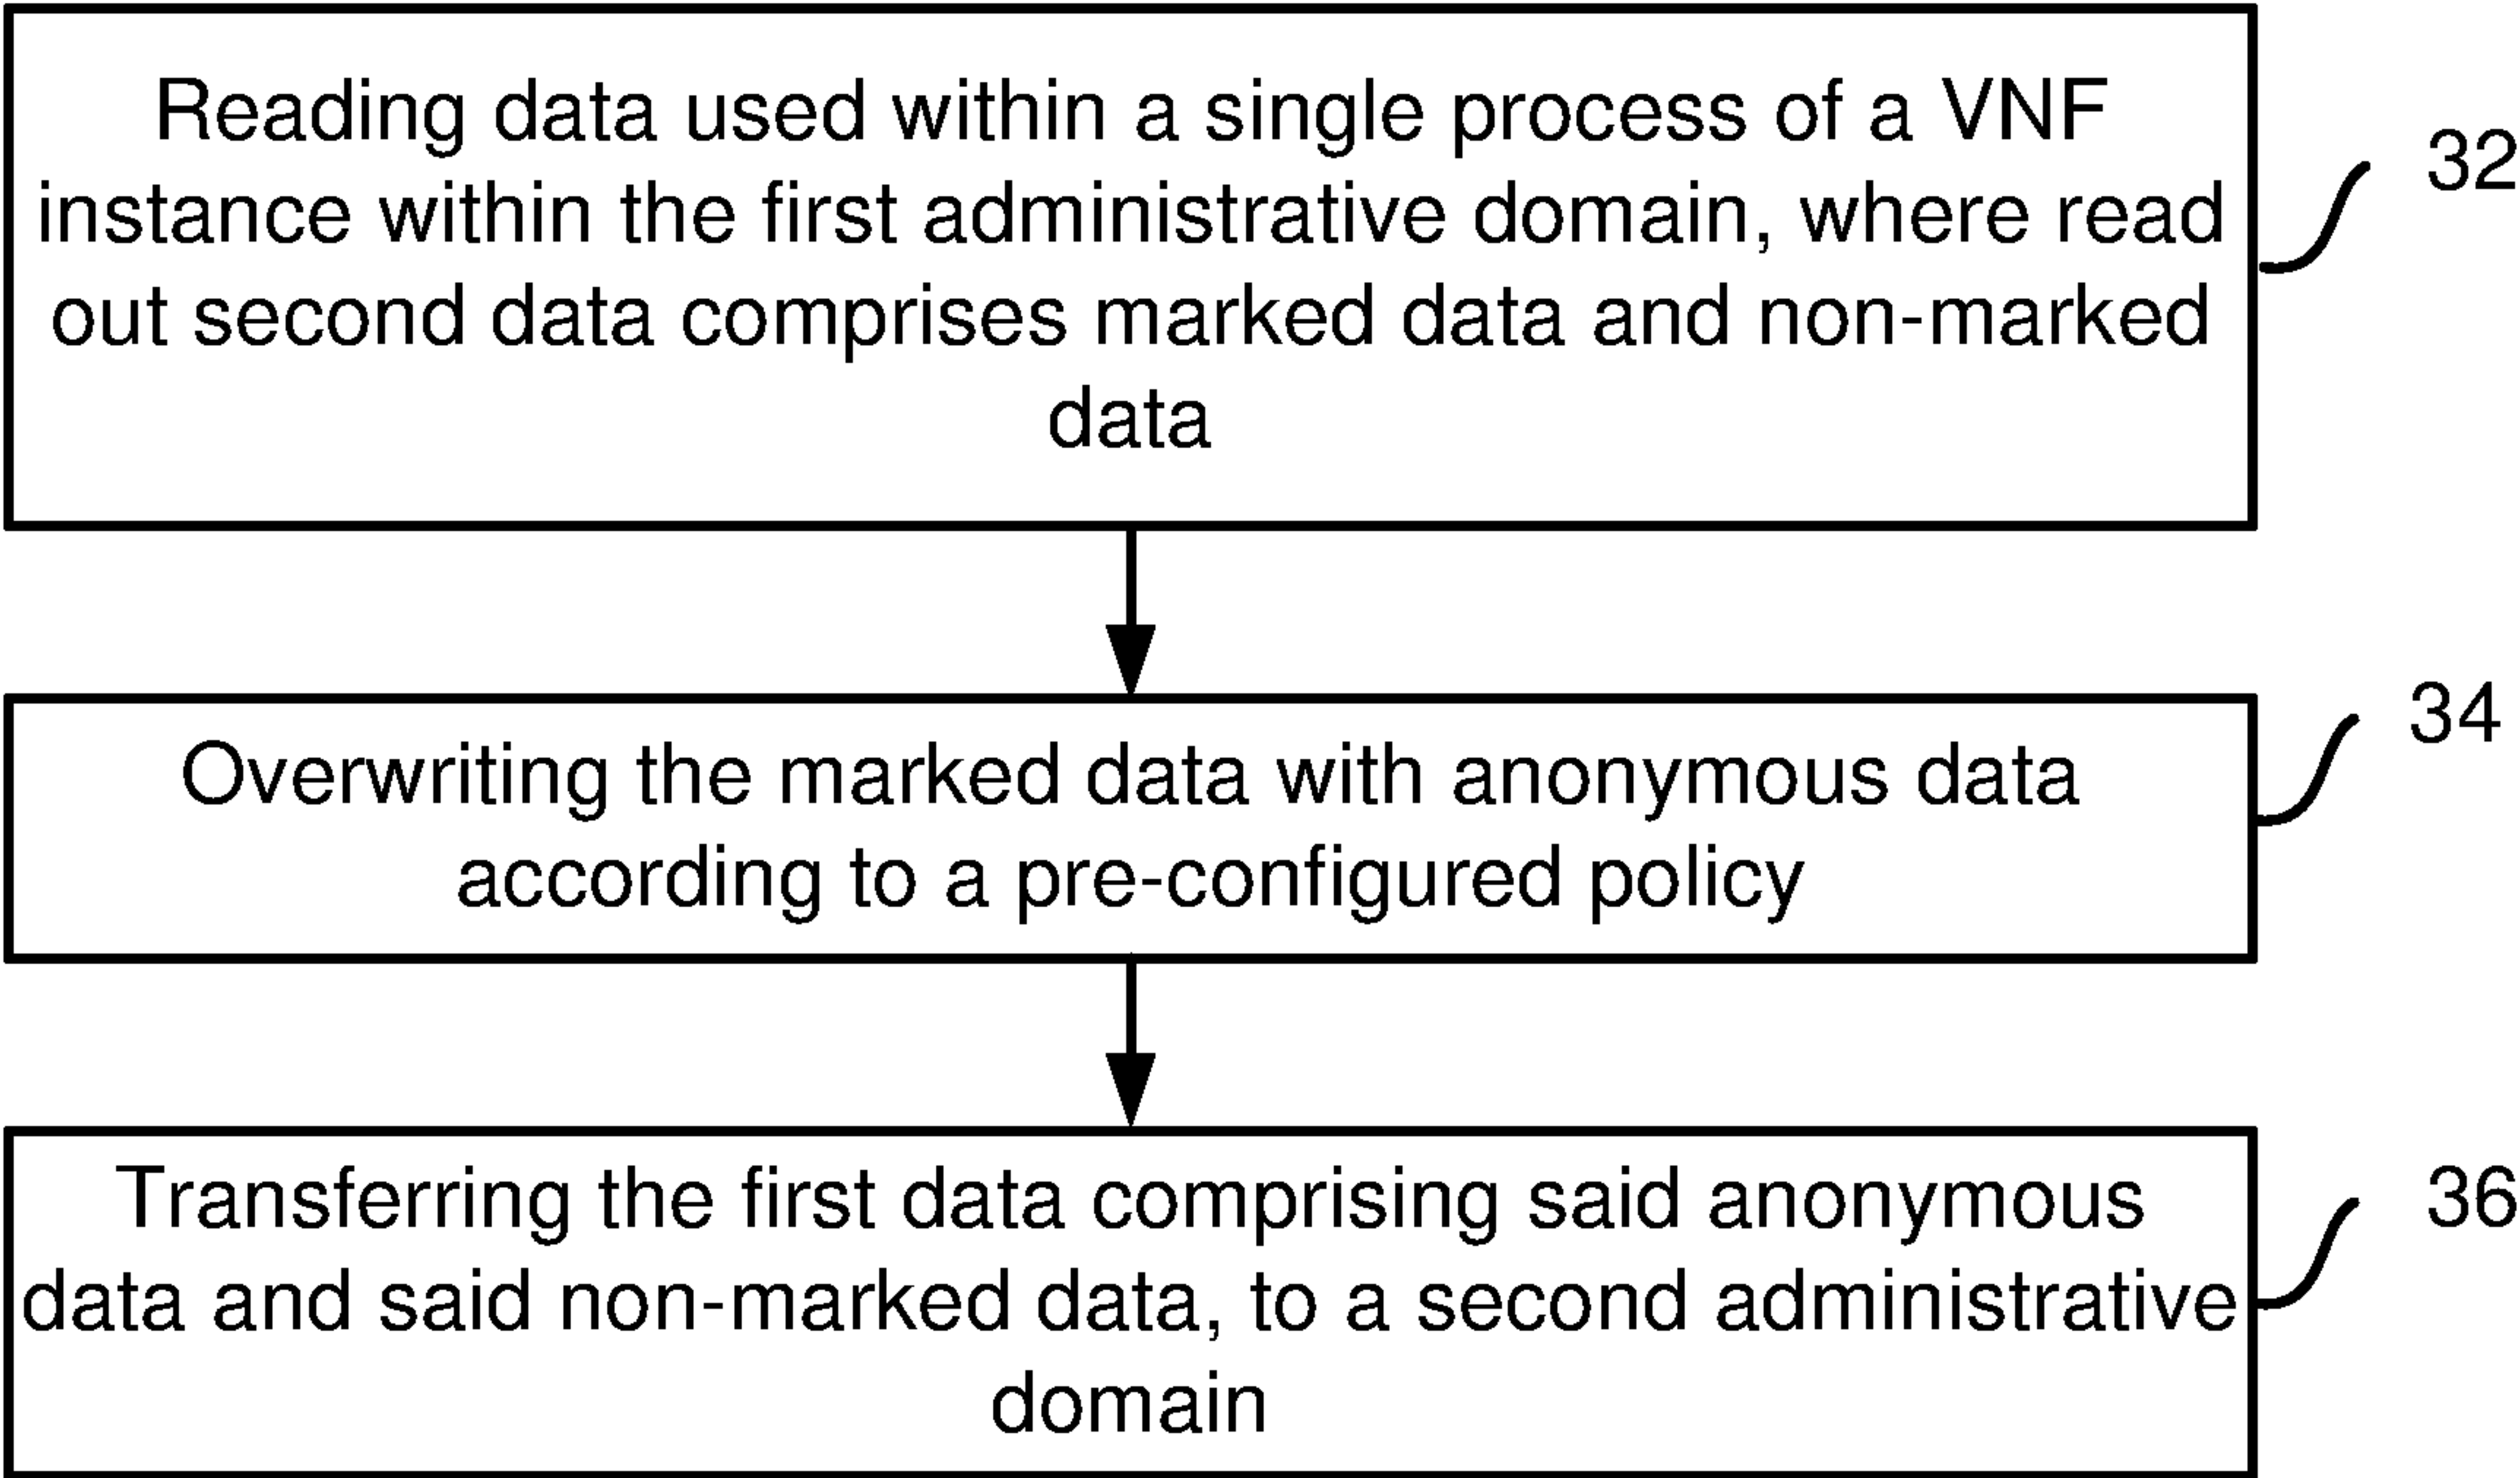 Reading data used within a single process of a VNF
instance within the first administrative domain, where read
out second data comprises marked data and non-marked
data
32
Overwriting the marked data with anonymous data
according to a pre-configured policy
34
Transferring the first data comprising said anonymous
data and said non-marked data, to a second administrative
domain
36